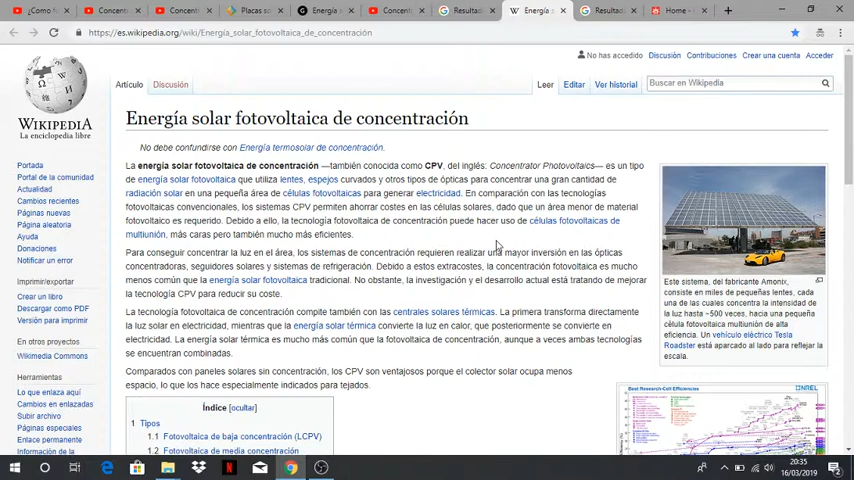 ¿Como f
Concent
Concent
Placas so
Energía
Concent
Resultad
Energía s
Resultad
Home -
https://es.wikipedia.org/wiki/Energía_solar_fotovoltaica_de_concentración
No has accedido Discusión Contribuciones Crear una cuenta Acceder
Artículo Discusión Leer Editar Ver historial Buscar en Wikipedia
WIKIPEDIA
La enciclopedia libre
Portada
Portal de la comunidad
Actualidad
Cambios recientes
Páginas nuevas
Página aleatoria
Ayuda
Donaciones
Notificar un error
Imprimir/exportar
Crear un libro
Descargar como PDF
Versión para imprimir
En otros proyectos
Wikimedia Commons
Herramientas
Lo que enlaza aquí
Cambios en enlazadas
Subir archivo
Páginas especiales
Enlace permanente
Información de la
Energía solar fotovoltaica de concentración
No debe confundirse con Energía termosolar de concentración.
La energía solar fotovoltaica de concentración —también conocida como CPV, del inglés: Concentrator Photovoltaics— es un tipo
de energía solar fotovoltaica que utiliza lentes, espejos curvados y otros tipos de ópticas para concentrar una gran cantidad de
radiación solar en una pequeña área de células fotovoltaicas para generar electricidad. En comparación con las tecnologías
fotovoltaicas convencionales, los sistemas CPV permiten ahorrar costes en las células solares, dado que un área menor de material
fotovoltaico es requerido. Debido a ello, la tecnología fotovoltaica de concentración puede hacer uso de células fotovoltaicas de
multiunión, más caras pero también mucho más eficientes.
Para conseguir concentrar la luz en el área, los sistemas de concentración requieren realizar una mayor inversión en las ópticas
concentradoras, seguidores solares y sistemas de refrigeración. Debido a estos extracostes, la concentración fotovoltaica es mucho
menos común que la energía solar fotovoltaica tradicional. No obstante, la investigación y el desarrollo actual está tratando de mejorar
la tecnología CPV para reducir su coste.
La tecnología fotovoltaica de concentración compite también con las centrales solares térmicas. La primera transforma directamente
la luz solar en electricidad, mientras que la energía solar térmica convierte la luz en calor, que posteriormente se convierte en
electricidad. La energía solar térmica es mucho más común que la fotovoltaica de concentración, aunque a veces ambas tecnologías
se encuentran combinadas.
Comparados con paneles solares sin concentración, los CPV son ventajosos porque el colector solar ocupa menos
espacio, lo que los hace especialmente indicados para tejados.
Índice [ocultar]
1 Tipos
1.1 Fotovoltaica de baja concentración (LCPV)
1.2 Fotovoltaica de media concentración
Este sistema, del fabricante Amonix,
consiste en miles de pequeñas lentes, cada
una de las cuales concentra la intensidad de
la luz hasta ~500 veces, hacia una pequeña
célula fotovoltaica multiunión de alta
eficiencia. Un vehículo eléctrico Tesla
Roadster está aparcado al lado para reflejar la
escala.
Best Research-Cell Efficiencies
NREL
20:35
16/03/2019